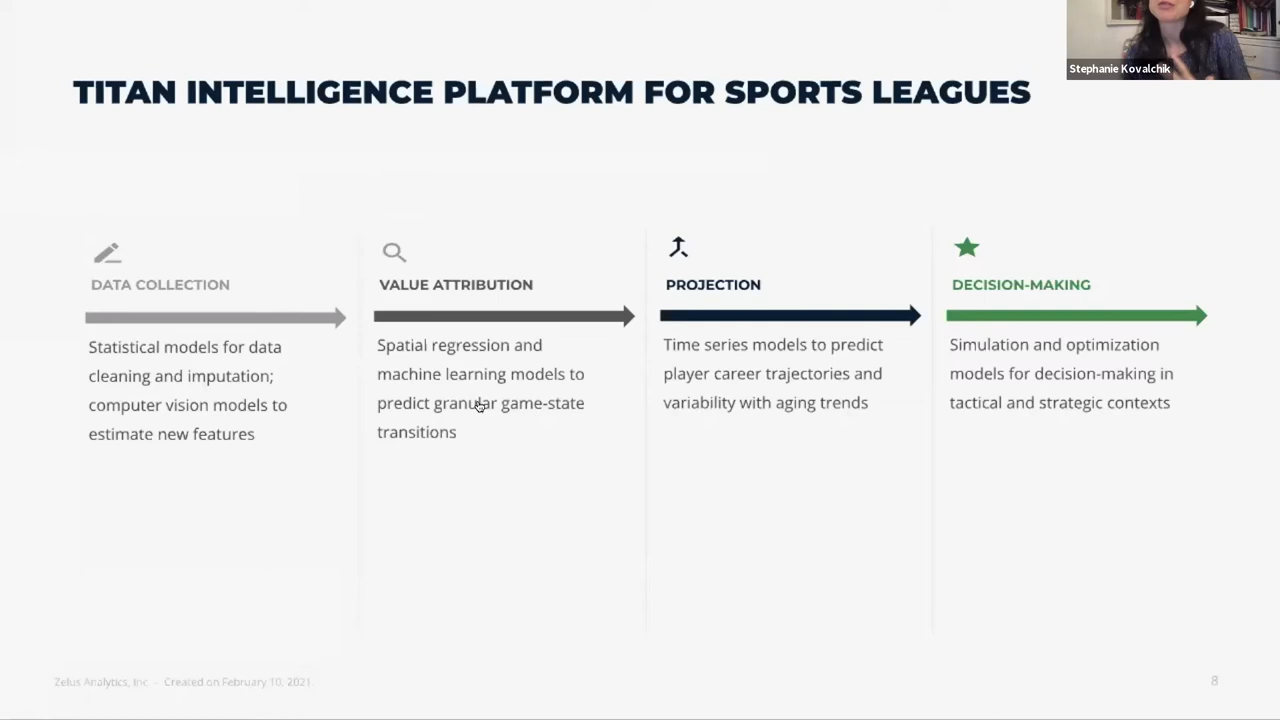 Stephanie Kovalchik
TITAN INTELLIGENCE PLATFORM FOR SPORTS LEAGUES
DATA COLLECTION
Statistical models for data
cleaning and imputation;
computer vision models to
estimate new features
VALUE ATTRIBUTION
Spatial regression and
machine learning models to
predict granular game-state
transitions
PROJECTION
Time series models to predict
player career trajectories and
variability with aging trends
DECISION-MAKING
Simulation and optimization
models for decision-making in
tactical and strategic contexts
Zelus Analytics, Inc. - Created on February 10, 2021.
8